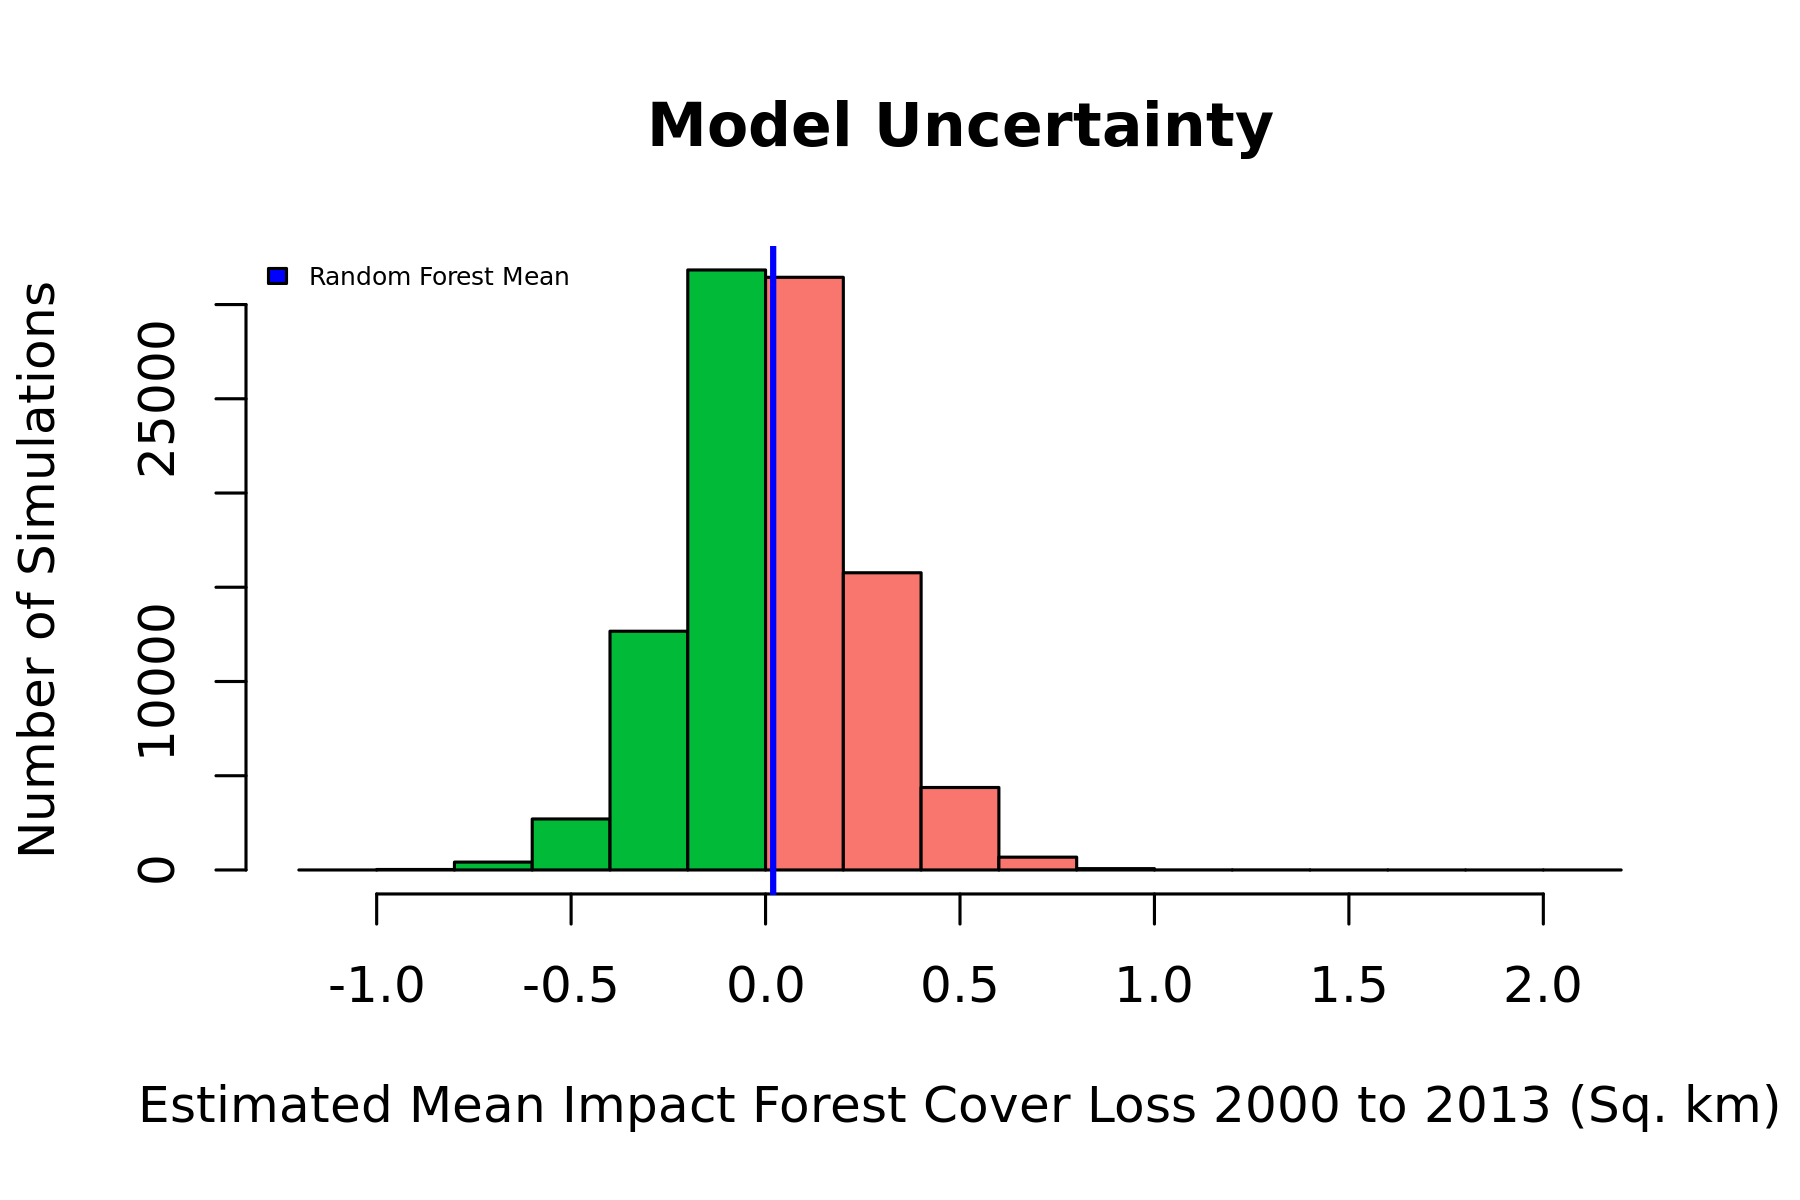 Model Uncertainty
Random Forest Mean
Number of Simulations
25000
10000
0
-1.0 -0.5 0.0 0.5 1.0 1.5 2.0
Estimated Mean Impact Forest Cover Loss 2000 to 2013 (Sq. km)